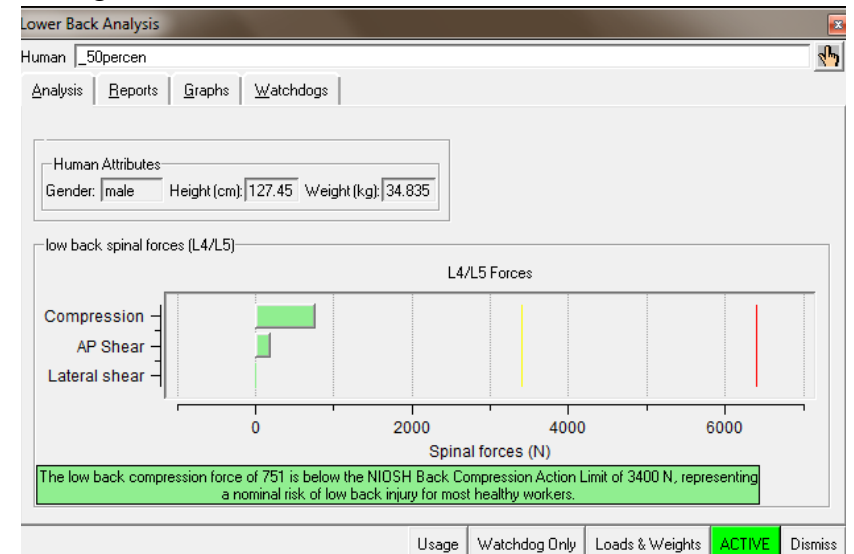 Lower Back Analysis
Human _50percen
Analysis Reports Graphs Watchdogs
Human Attributes
Gender: male Height (cm): 127.45 Weight (kg): 34.835
low back spinal forces (L4/L5)
L4/L5 Forces
Compression
AP Shear
Lateral shear
0 2000 4000 6000
Spinal forces (N)
The low back compression force of 751 is below the NIOSH Back Compression Action Limit of 3400 N, representing
a nominal risk of low back injury for most healthy workers.
Usage Watchdog Only Loads & Weights ACTIVE Dismiss